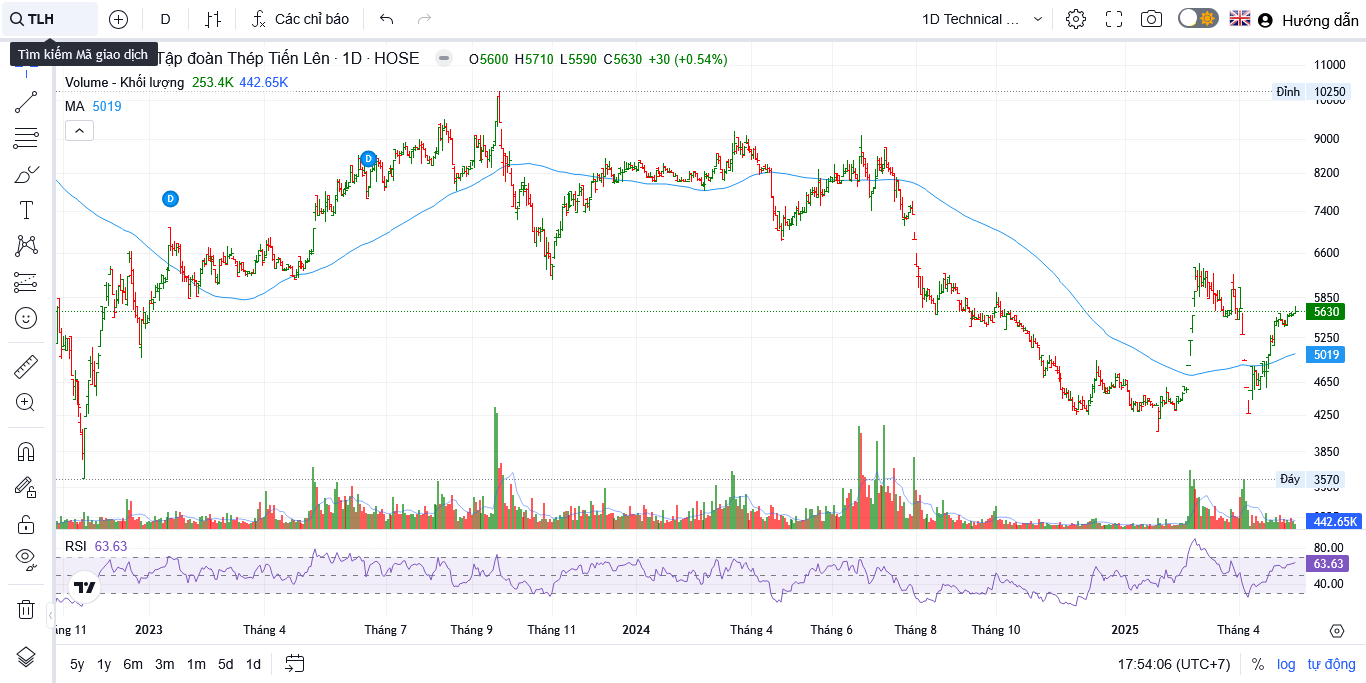 TLH
D
Các chỉ báo
1D Technical ...
Hướng dẫn
Tìm kiếm Mã giao dịch
Tập đoàn Thép Tiến Lên · 1D · HOSE
O5600 H5710 L5590 C5630 +30 (+0.54%)
Volume - Khối lượng 253.4K 442.65K
MA 5019
11000
Đỉnh 10250
10000
9000
8200
7400
6600
5850
5630
5250
5019
4650
4250
3850
Đáy 3570
442.65K
D
D
T
RSI 63.63
80.00
63.63
40.00
ng 11 2023 Tháng 4 Tháng 7 Tháng 9 Tháng 11 2024 Tháng 4 Tháng 6 Tháng 8 Tháng 10 2025 Tháng 4
5y 1y 6m 3m 1m 5d 1d
17:54:06 (UTC+7) % log tự động